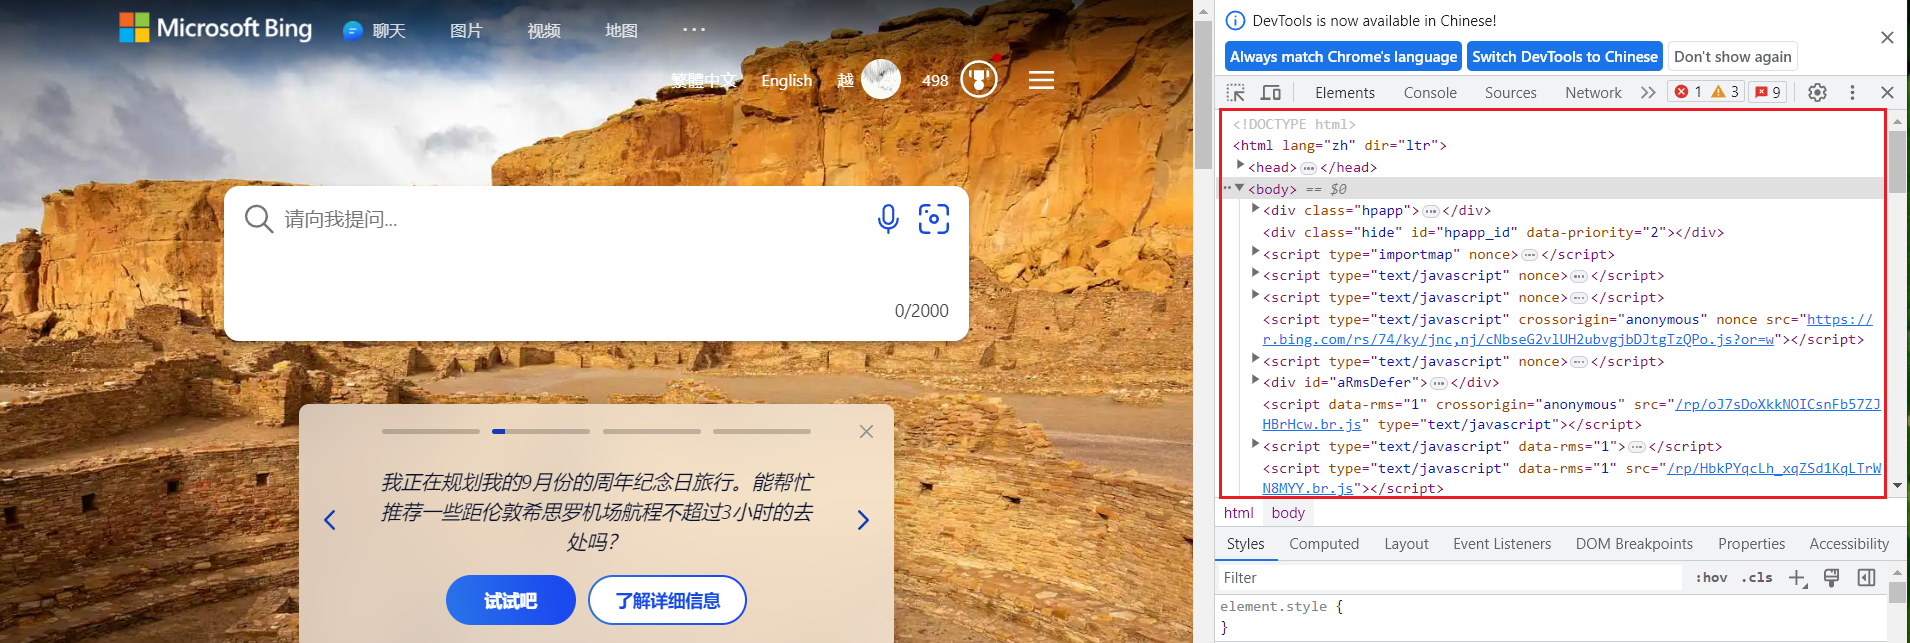 Microsoft Bing 聊天 图片 视频 地图 ...
繁體中文 English 越 498
请向我提问...
0/2000
我正在规划我的9月份的周年纪念日旅行。能帮忙
推荐一些距伦敦希思罗机场航程不超过3小时的去
处吗?
试试吧 了解详细信息
DevTools is now available in Chinese!
Always match Chrome's language Switch DevTools to Chinese Don't show again
Elements Console Sources Network 1 3 9
<!DOCTYPE html>
<html lang="zh" dir="ltr">
<head>...</head>
<body> == $0
<div class="hpapp">...</div>
<div class="hide" id="hpapp_id" data-priority="2"></div>
<script type="importmap" nonce>...</script>
<script type="text/javascript" nonce>...</script>
<script type="text/javascript" nonce>...</script>
<script type="text/javascript" crossorigin="anonymous" nonce src="https://
r.bing.com/rs/74/ky/jnc,nj/cNbseG2vlUH2ubvgjbDJtgTzQPo.js?or=w"></script>
<script type="text/javascript" nonce>...</script>
<div id="aRmsDefer">...</div>
<script data-rms="1" crossorigin="anonymous" src="/rp/oJ7sDoXkkNOICsnFb57ZJ
HBrHcw.br.js" type="text/javascript"></script>
<script type="text/javascript" data-rms="1">...</script>
<script type="text/javascript" data-rms="1" src="/rp/HbkPYqcLh_xqZSd1KqLTrW
N8MYY.br.js"></script>
html body
Styles Computed Layout Event Listeners DOM Breakpoints Properties Accessibility
Filter :hov .cls
element.style {
}